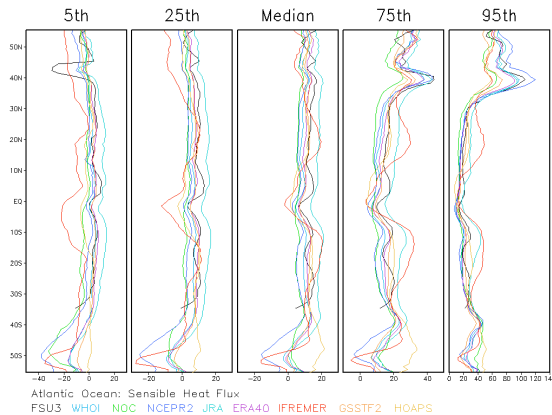 5th 25th Median 75th 95th
50N
40N
30N
20N
10N
EQ
10S
20S
30S
40S
50S
−40 −20 0 20 −20 0 20 −20 0 20 0 20 40 0 20 40 60 80 100 120 14
Atlantic Ocean: Sensible Heat Flux
FSU3 WHOI NOC NCEPR2 JRA ERA40 IFREMER GSSTF2 HOAPS